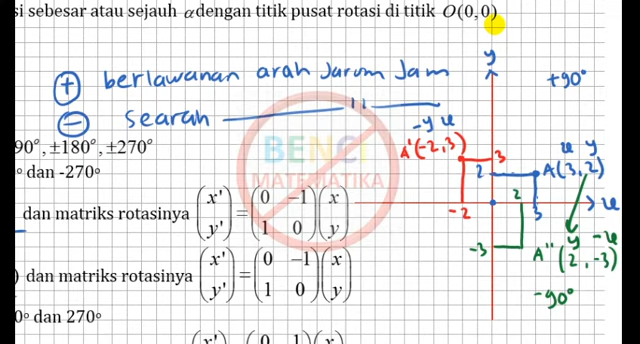 si sebesar atau sejauh α dengan titik pusat rotasi di titik O(0,0)
⊕ berlawanan arah Jarum Jam
⊖ searah ——— 〃 ———
90°, ±180°, ±270°
° dan -270°
dan matriks rotasinya (x' y') = (0 −1 1 0)(x y)
) dan matriks rotasinya (x' y') = (0 −1 1 0)(x y)
0° dan 270°
(x') (0 1)(x)
BENCI
MATEMATIKA
y
+90°
-y x
A'(-2,3)
3
2
x y
A(3,2)
-2
2
3
x
-3
y -x
A"(2,-3)
-90°